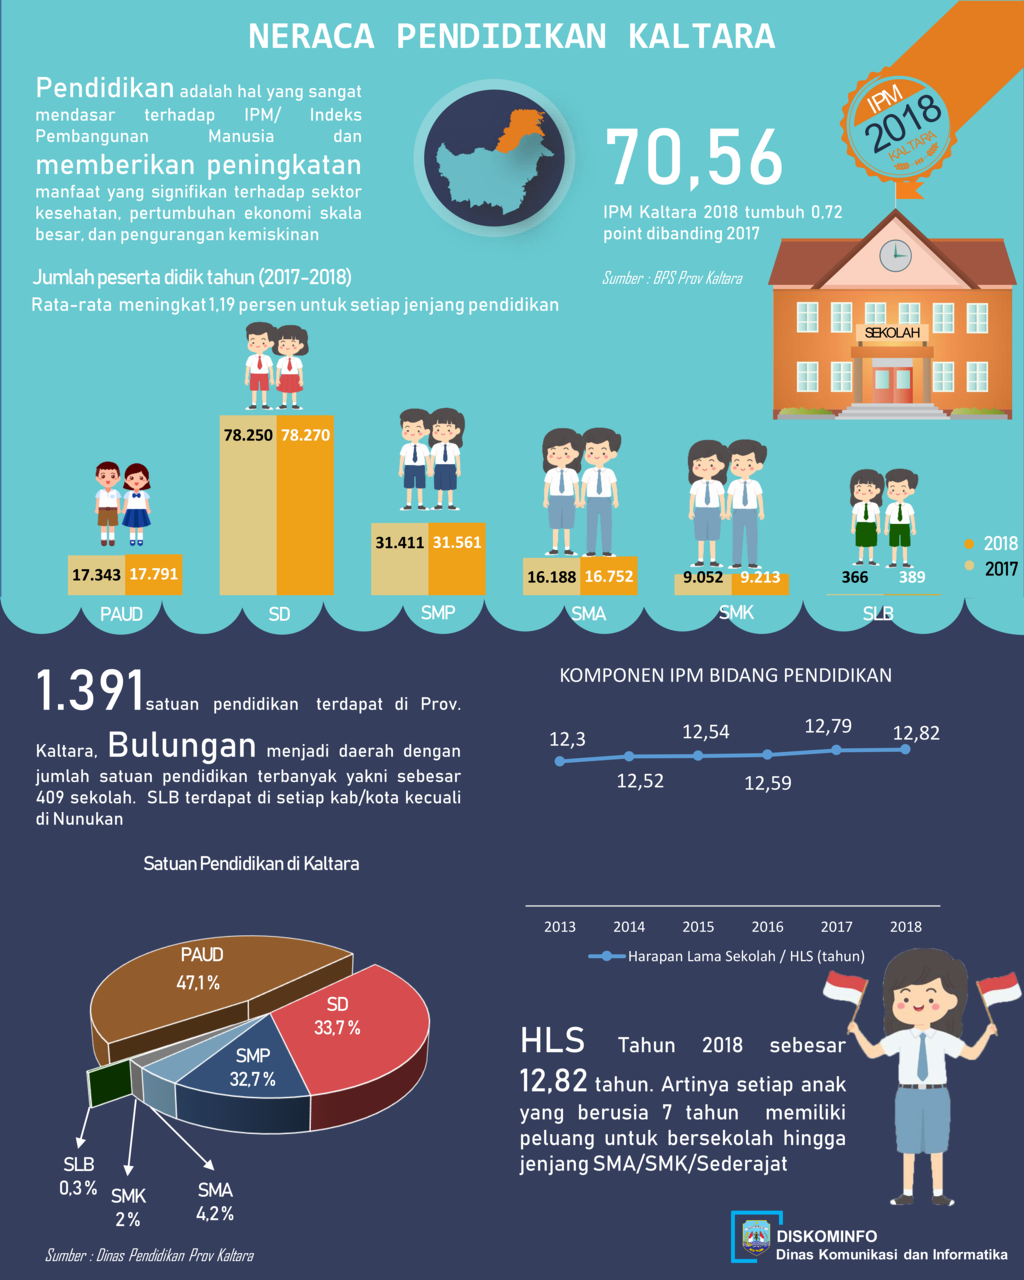 NERACA PENDIDIKAN KALTARA
Pendidikan adalah hal yang sangat
mendasar terhadap IPM/ Indeks
Pembangunan Manusia dan
memberikan peningkatan
manfaat yang signifikan terhadap sektor
kesehatan, pertumbuhan ekonomi skala
besar, dan pengurangan kemiskinan
70,56
IPM Kaltara 2018 tumbuh 0,72
point dibanding 2017
Sumber : BPS Prov Kaltara
IPM
2018
KALTARA
SEKOLAH
Jumlah peserta didik tahun (2017-2018)
Rata-rata meningkat 1,19 persen untuk setiap jenjang pendidikan
17.343 17.791
78.250 78.270
31.411 31.561
16.188 16.752
9.052 9.213
366 389
2018
2017
PAUD SD SMP SMA SMK SLB
1.391 satuan pendidikan terdapat di Prov.
Kaltara, Bulungan menjadi daerah dengan
jumlah satuan pendidikan terbanyak yakni sebesar
409 sekolah. SLB terdapat di setiap kab/kota kecuali
di Nunukan
Satuan Pendidikan di Kaltara
PAUD
47,1 %
SD
33,7 %
SMP
32,7 %
SLB
0,3 %
SMK
2 %
SMA
4,2 %
Sumber : Dinas Pendidikan Prov Kaltara
KOMPONEN IPM BIDANG PENDIDIKAN
12,3 12,52 12,54 12,59 12,79 12,82
2013 2014 2015 2016 2017 2018
Harapan Lama Sekolah / HLS (tahun)
HLS Tahun 2018 sebesar
12,82 tahun. Artinya setiap anak
yang berusia 7 tahun memiliki
peluang untuk bersekolah hingga
jenjang SMA/SMK/Sederajat
DISKOMINFO
Dinas Komunikasi dan Informatika